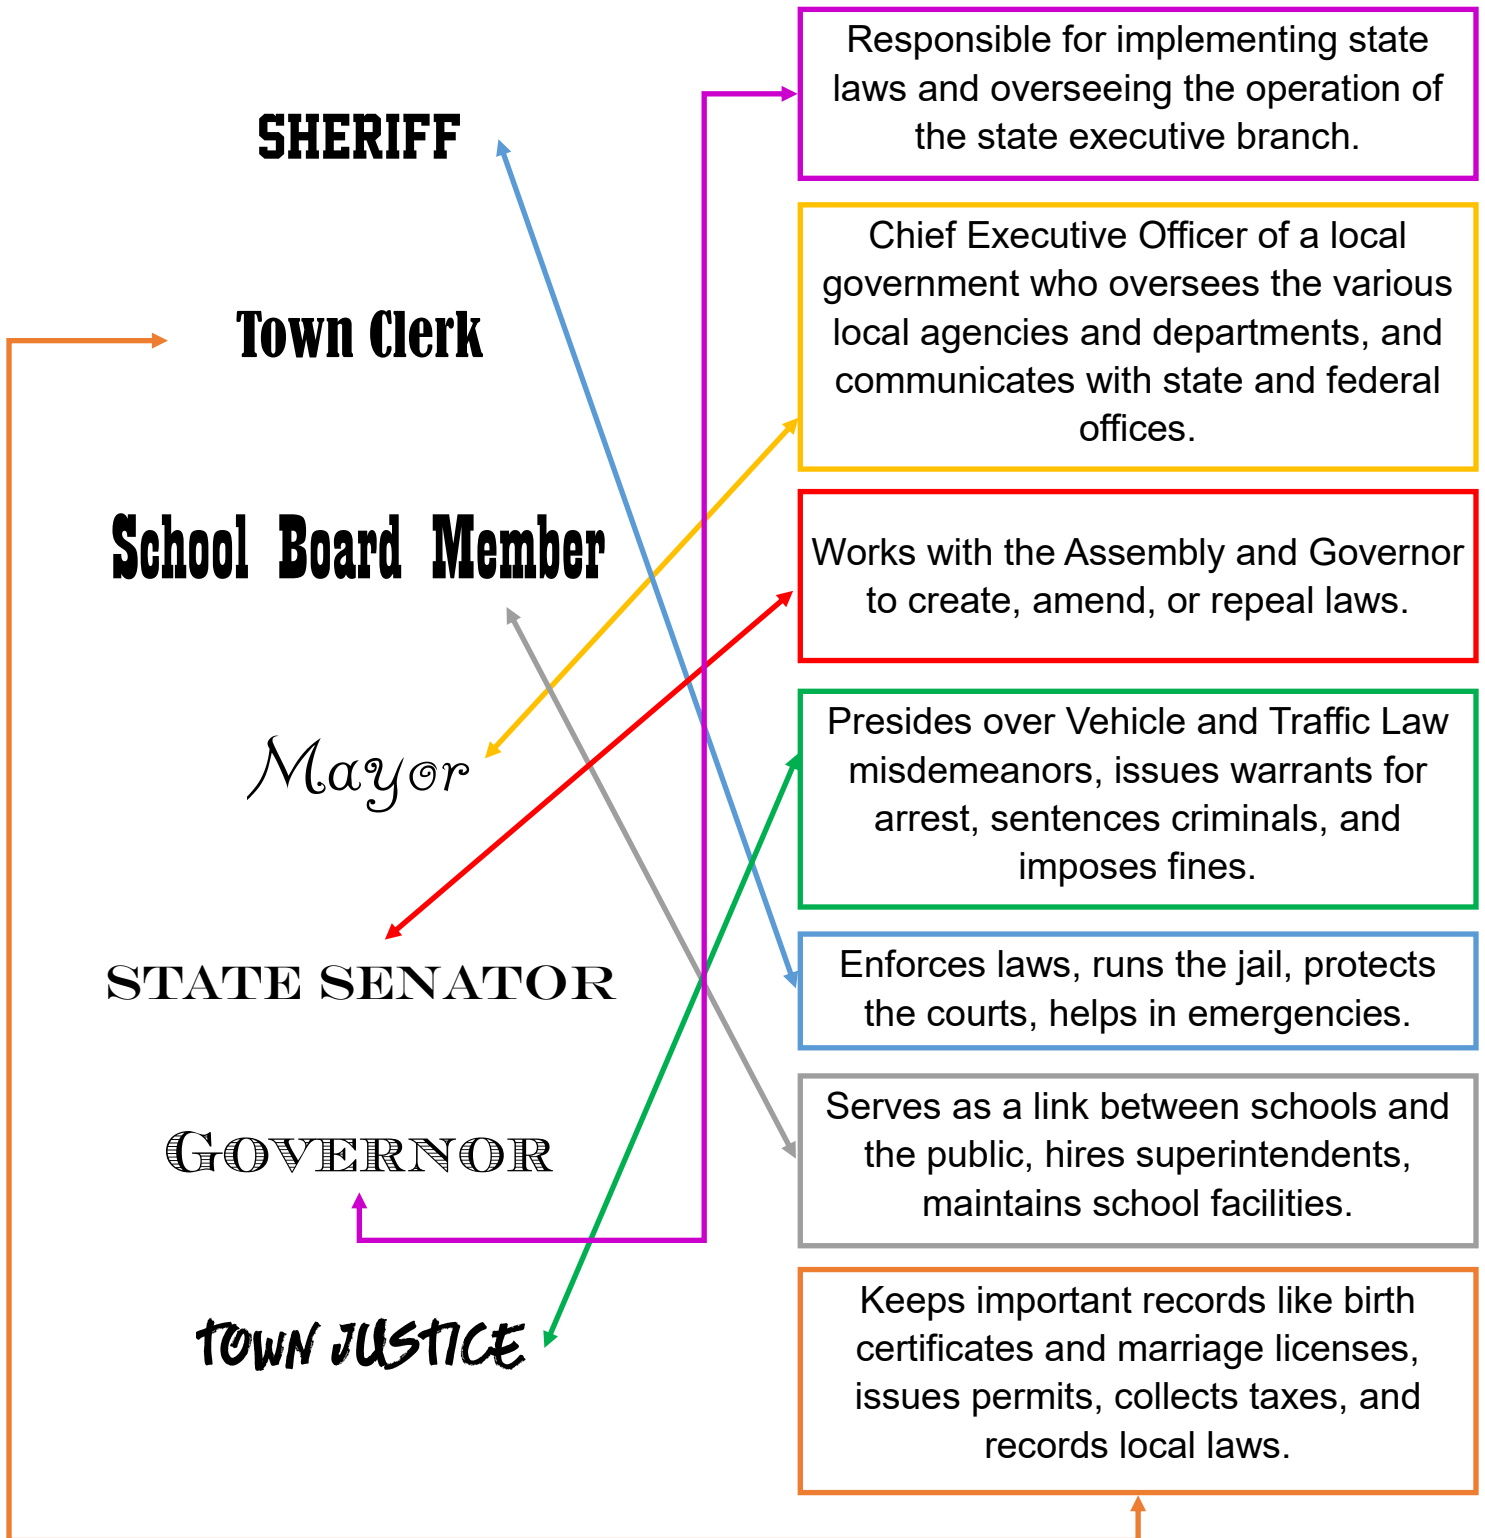 SHERIFF
Town Clerk
School Board Member
Mayor
STATE SENATOR
GOVERNOR
TOWN JUSTICE
Responsible for implementing state
laws and overseeing the operation of
the state executive branch.
Chief Executive Officer of a local
government who oversees the various
local agencies and departments, and
communicates with state and federal
offices.
Works with the Assembly and Governor
to create, amend, or repeal laws.
Presides over Vehicle and Traffic Law
misdemeanors, issues warrants for
arrest, sentences criminals, and
imposes fines.
Enforces laws, runs the jail, protects
the courts, helps in emergencies.
Serves as a link between schools and
the public, hires superintendents,
maintains school facilities.
Keeps important records like birth
certificates and marriage licenses,
issues permits, collects taxes, and
records local laws.